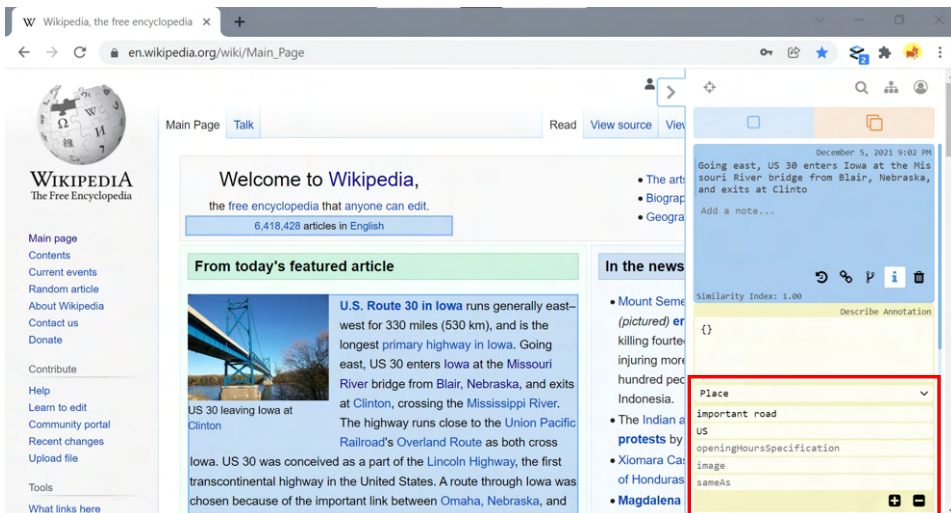 Wikipedia, the free encyclopedia
en.wikipedia.org/wiki/Main_Page
2
WIKIPEDIA
The Free Encyclopedia
Main page
Contents
Current events
Random article
About Wikipedia
Contact us
Donate
Contribute
Help
Learn to edit
Community portal
Recent changes
Upload file
Tools
What links here
Main Page Talk
Read View source View
Welcome to Wikipedia,
the free encyclopedia that anyone can edit.
6,418,428 articles in English
• The arts
• Biograp
• Geogra
From today's featured article
U.S. Route 30 in Iowa runs generally east–
west for 330 miles (530 km), and is the
longest primary highway in Iowa. Going
east, US 30 enters Iowa at the Missouri
River bridge from Blair, Nebraska, and exits
at Clinton, crossing the Mississippi River.
The highway runs close to the Union Pacific
Railroad's Overland Route as both cross
Iowa. US 30 was conceived as a part of the Lincoln Highway, the first
transcontinental highway in the United States. A route through Iowa was
chosen because of the important link between Omaha, Nebraska, and
US 30 leaving Iowa at
Clinton
In the news
• Mount Seme
(pictured) er
killing fourte
injuring more
hundred peo
Indonesia.
• The Indian a
protests by
• Xiomara Cas
of Honduras
• Magdalena
December 5, 2021 9:02 PM
Going east, US 30 enters Iowa at the Mis
souri River bridge from Blair, Nebraska,
and exits at Clinto
Add a note...
Similarity Index: 1.00
Describe Annotation
{}
Place
important road
US
openingHoursSpecification
image
sameAs